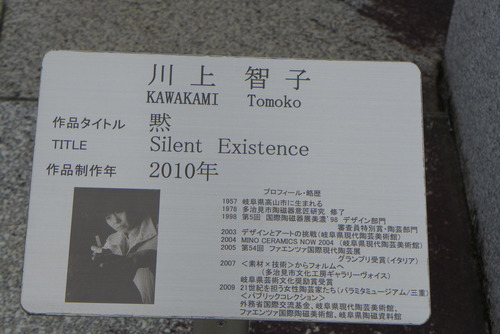 川上 智子
KAWAKAMI Tomoko
作品タイトル 黙
TITLE Silent Existence
作品制作年 2010年
プロフィール・略歴
1957 岐阜県高山市に生まれる
1978 多治見市陶磁器意匠研究 修了
1998 第5回 国際陶磁器展美濃'98 デザイン部門
審査員特別賞・陶芸部門
2003 デザインとアートの挑戦(岐阜県現代陶芸美術館)
2004 MINO CERAMICS NOW 2004 (岐阜県現代陶芸美術館)
2005 第54回 ファエンツァ国際現代陶芸展
グランプリ受賞(イタリア)
2007 <素材×技術>からフォルムへ
(多治見市文化工房ギャラリーヴォイス)
岐阜県芸術文化奨励賞受賞
2009 21世紀を担う女性陶芸家たち(パラミタミュージアム/三重)
<パブリックコレクション>
外務省国際交流基金、岐阜県現代陶芸美術館、
ファエンツァ国際陶芸美術館、岐阜県陶磁資料館